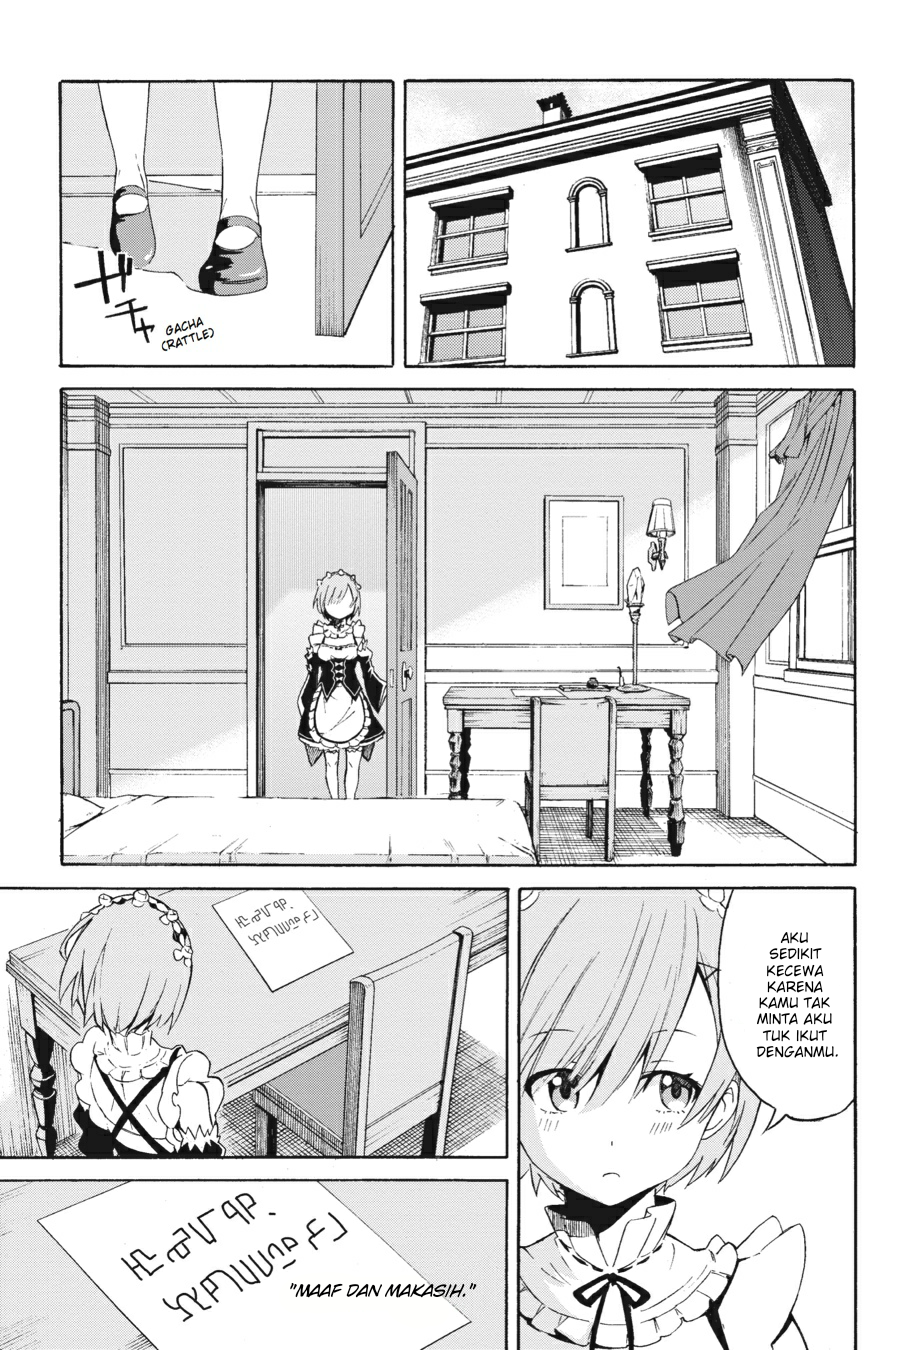 ガチャ
GACHA
(RATTLE)
AKU
SEDIKIT
KECEWA
KARENA
KAMU TAK
MINTA AKU
TUK IKUT
DENGANMU.
"MAAF DAN MAKASIH."